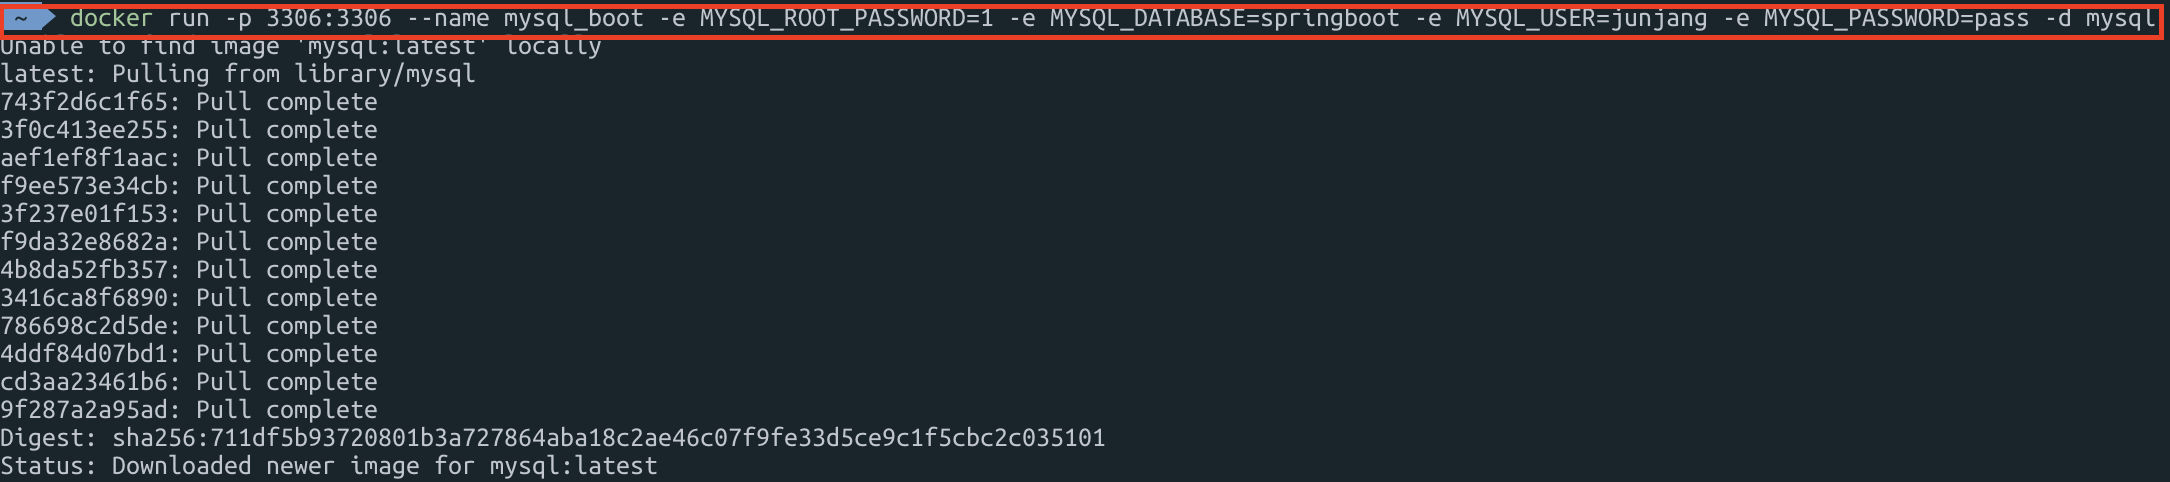 ~ docker run -p 3306:3306 --name mysql_boot -e MYSQL_ROOT_PASSWORD=1 -e MYSQL_DATABASE=springboot -e MYSQL_USER=junjang -e MYSQL_PASSWORD=pass -d mysql
Unable to find image 'mysql:latest' locally
latest: Pulling from library/mysql
743f2d6c1f65: Pull complete
3f0c413ee255: Pull complete
aef1ef8f1aac: Pull complete
f9ee573e34cb: Pull complete
3f237e01f153: Pull complete
f9da32e8682a: Pull complete
4b8da52fb357: Pull complete
3416ca8f6890: Pull complete
786698c2d5de: Pull complete
4ddf84d07bd1: Pull complete
cd3aa23461b6: Pull complete
9f287a2a95ad: Pull complete
Digest: sha256:711df5b93720801b3a727864aba18c2ae46c07f9fe33d5ce9c1f5cbc2c035101
Status: Downloaded newer image for mysql:latest